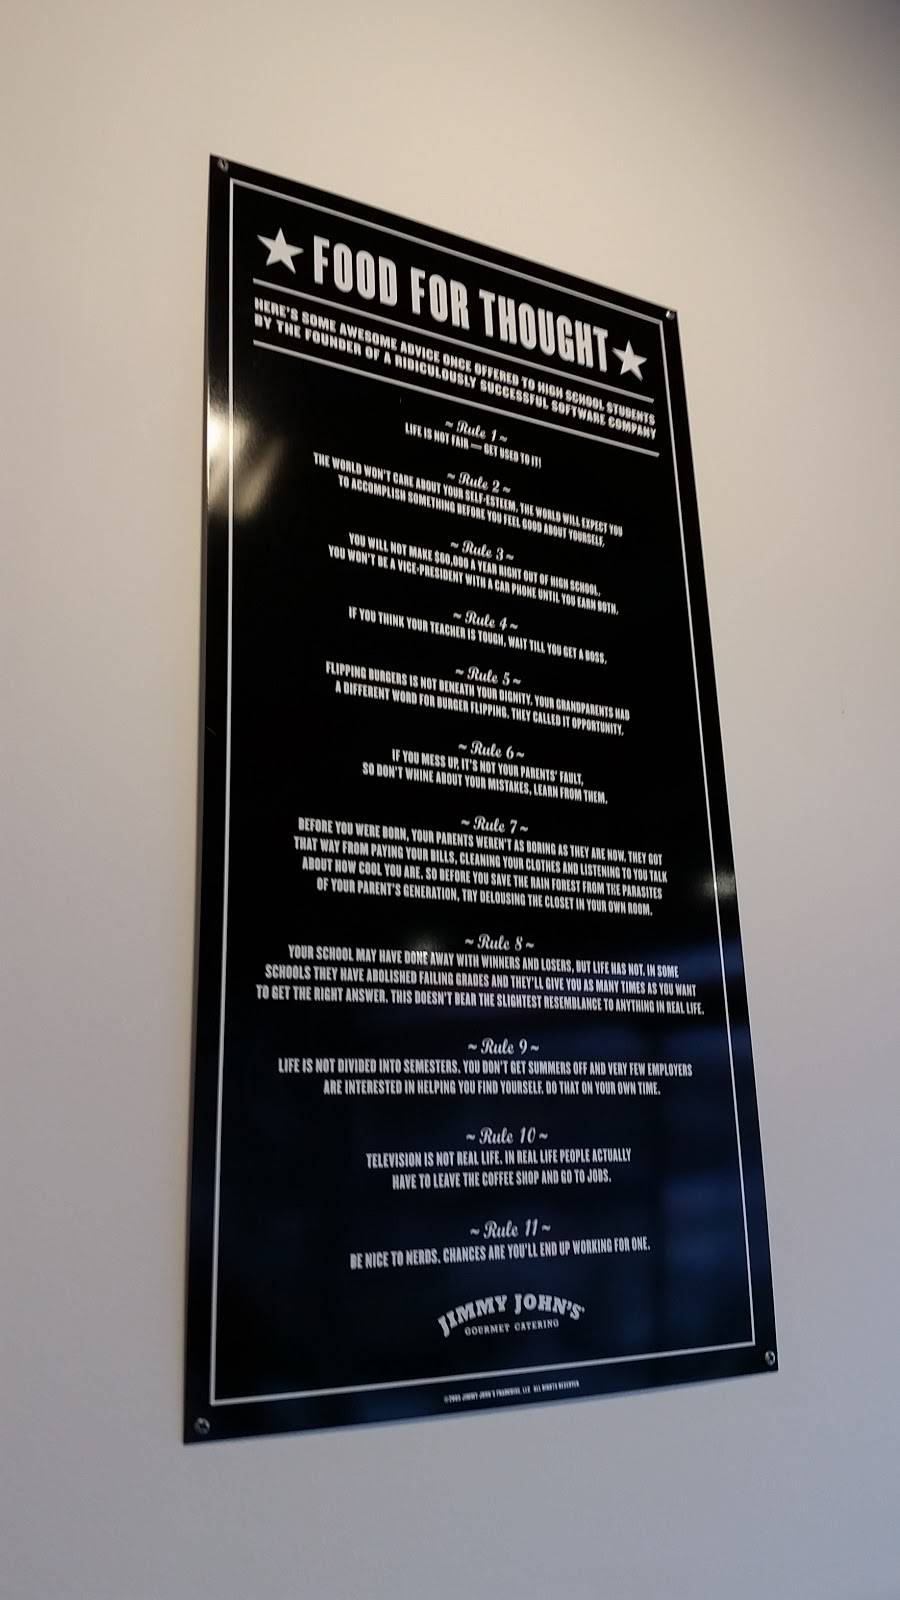 ★ FOOD FOR THOUGHT ★
HERE'S SOME AWESOME ADVICE ONCE OFFERED TO HIGH SCHOOL STUDENTS
BY THE FOUNDER OF A RIDICULOUSLY SUCCESSFUL SOFTWARE COMPANY
~ Rule 1 ~
LIFE IS NOT FAIR — GET USED TO IT!
~ Rule 2 ~
THE WORLD WON'T CARE ABOUT YOUR SELF-ESTEEM. THE WORLD WILL EXPECT YOU
TO ACCOMPLISH SOMETHING BEFORE YOU FEEL GOOD ABOUT YOURSELF.
~ Rule 3 ~
YOU WILL NOT MAKE $60,000 A YEAR RIGHT OUT OF HIGH SCHOOL.
YOU WON'T BE A VICE-PRESIDENT WITH A CAR PHONE UNTIL YOU EARN BOTH.
~ Rule 4 ~
IF YOU THINK YOUR TEACHER IS TOUGH, WAIT TILL YOU GET A BOSS.
~ Rule 5 ~
FLIPPING BURGERS IS NOT BENEATH YOUR DIGNITY. YOUR GRANDPARENTS HAD
A DIFFERENT WORD FOR BURGER FLIPPING. THEY CALLED IT OPPORTUNITY.
~ Rule 6 ~
IF YOU MESS UP, IT'S NOT YOUR PARENTS' FAULT,
SO DON'T WHINE ABOUT YOUR MISTAKES, LEARN FROM THEM.
~ Rule 7 ~
BEFORE YOU WERE BORN, YOUR PARENTS WEREN'T AS BORING AS THEY ARE NOW. THEY GOT
THAT WAY FROM PAYING YOUR BILLS, CLEANING YOUR CLOTHES AND LISTENING TO YOU TALK
ABOUT HOW COOL YOU ARE. SO BEFORE YOU SAVE THE RAIN FOREST FROM THE PARASITES
OF YOUR PARENT'S GENERATION, TRY DELOUSING THE CLOSET IN YOUR OWN ROOM.
~ Rule 8 ~
YOUR SCHOOL MAY HAVE DONE AWAY WITH WINNERS AND LOSERS, BUT LIFE HAS NOT. IN SOME
SCHOOLS THEY HAVE ABOLISHED FAILING GRADES AND THEY'LL GIVE YOU AS MANY TIMES AS YOU WANT
TO GET THE RIGHT ANSWER. THIS DOESN'T BEAR THE SLIGHTEST RESEMBLANCE TO ANYTHING IN REAL LIFE.
~ Rule 9 ~
LIFE IS NOT DIVIDED INTO SEMESTERS. YOU DON'T GET SUMMERS OFF AND VERY FEW EMPLOYERS
ARE INTERESTED IN HELPING YOU FIND YOURSELF. DO THAT ON YOUR OWN TIME.
~ Rule 10 ~
TELEVISION IS NOT REAL LIFE. IN REAL LIFE PEOPLE ACTUALLY
HAVE TO LEAVE THE COFFEE SHOP AND GO TO JOBS.
~ Rule 11 ~
BE NICE TO NERDS. CHANCES ARE YOU'LL END UP WORKING FOR ONE.
JIMMY JOHN'S
GOURMET CATERING
JIMMY JOHN'S FRANCHISE, LLC ALL RIGHTS RESERVED